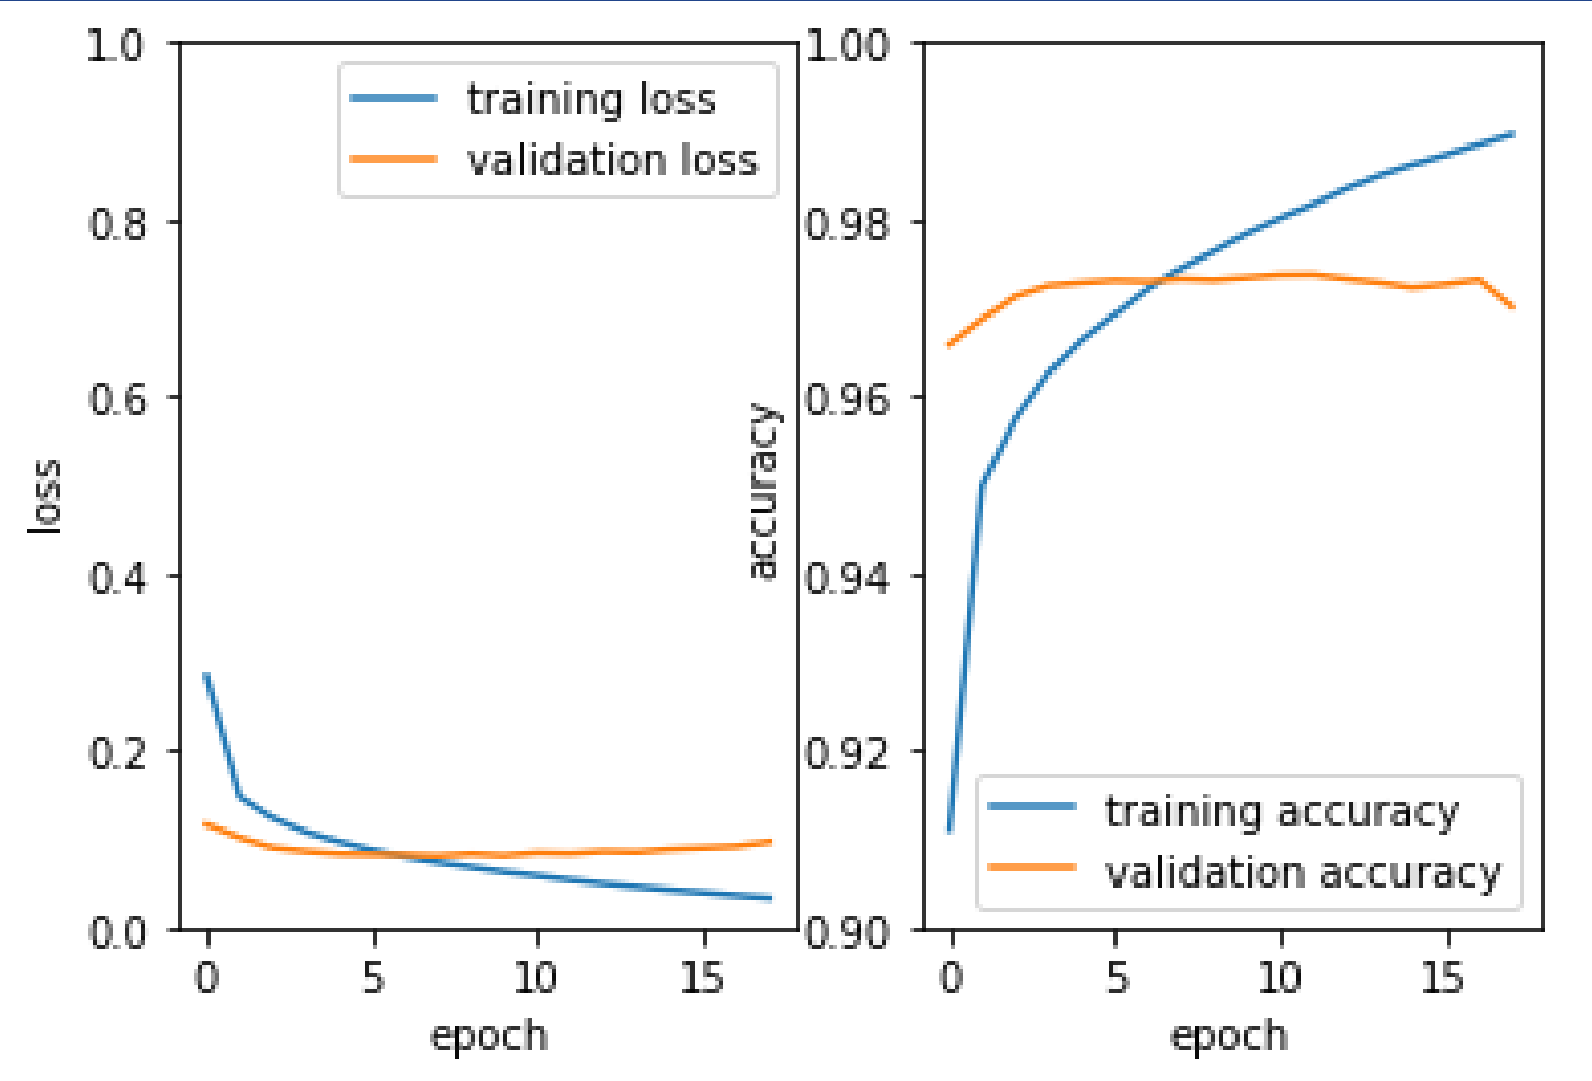 1.0
0.8
0.6
0.4
0.2
0.0
loss
0 5 10 15
epoch
training loss
validation loss
1.00
0.98
0.96
0.94
0.92
0.90
accuracy
0 5 10 15
epoch
training accuracy
validation accuracy